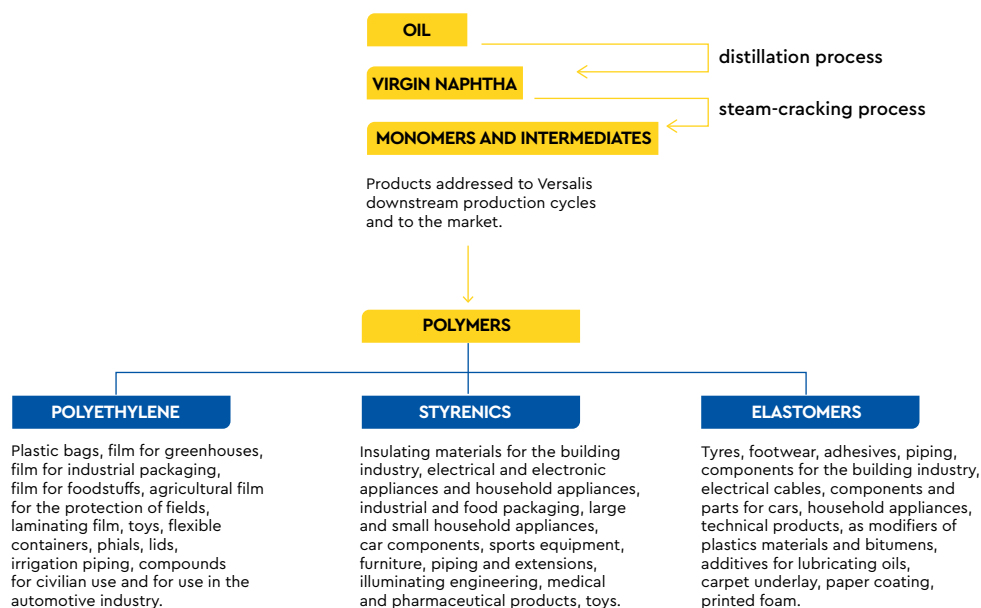 OIL
distillation process
VIRGIN NAPHTHA
steam-cracking process
MONOMERS AND INTERMEDIATES
Products addressed to Versalis
downstream production cycles
and to the market.
POLYMERS
POLYETHYLENE
Plastic bags, film for greenhouses,
film for industrial packaging,
film for foodstuffs, agricultural film
for the protection of fields,
laminating film, toys, flexible
containers, phials, lids,
irrigation piping, compounds
for civilian use and for use in the
automotive industry.
STYRENICS
Insulating materials for the building
industry, electrical and electronic
appliances and household appliances,
industrial and food packaging, large
and small household appliances,
car components, sports equipment,
furniture, piping and extensions,
illuminating engineering, medical
and pharmaceutical products, toys.
ELASTOMERS
Tyres, footwear, adhesives, piping,
components for the building industry,
electrical cables, components and
parts for cars, household appliances,
technical products, as modifiers of
plastics materials and bitumens,
additives for lubricating oils,
carpet underlay, paper coating,
printed foam.